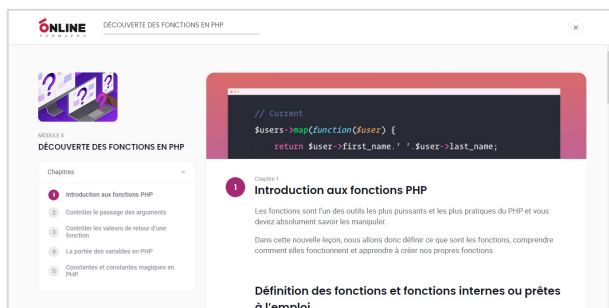 ONLINE
FORMAPRO
DÉCOUVERTE DES FONCTIONS EN PHP
// Current
$users->map(function($user) {
return $user->first_name.' '.$user->last_name;
MODULE 4
DÉCOUVERTE DES FONCTIONS EN PHP
Chapitres
1 Introduction aux fonctions PHP
2 Contrôler le passage des arguments
3 Contrôler les valeurs de retour d'une
fonction
4 La portée des variables en PHP
5 Constantes et constantes magiques en
PHP
Chapitre 1
1 Introduction aux fonctions PHP
Les fonctions sont l'un des outils les plus puissants et les plus pratiques du PHP et vous
devez absolument savoir les manipuler.
Dans cette nouvelle leçon, nous allons donc définir ce que sont les fonctions, comprendre
comment elles fonctionnent et apprendre à créer nos propres fonctions.
Définition des fonctions et fonctions internes ou prêtes
à l'emploi